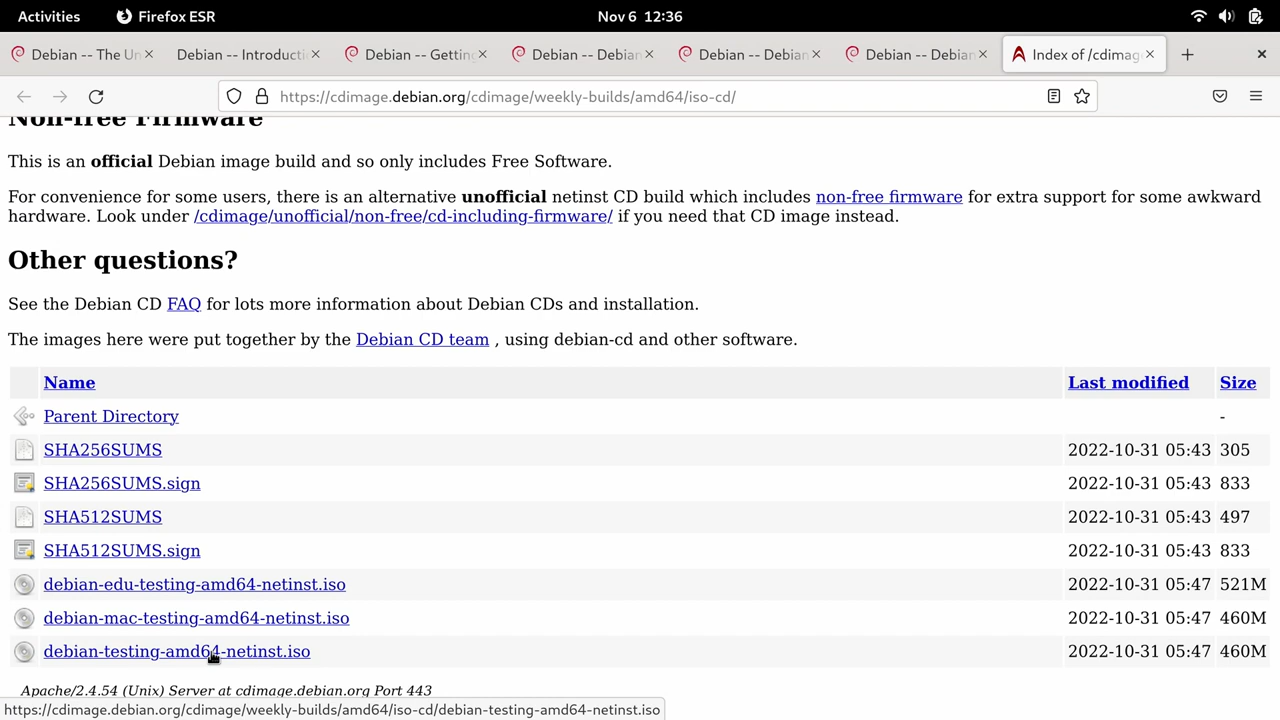 Activities Firefox ESR Nov 6 12:36
Debian -- The Un Debian -- Introducti Debian -- Getting Debian -- Debian Debian -- Debian Debian -- Debian Index of /cdimag
https://cdimage.debian.org/cdimage/weekly-builds/amd64/iso-cd/
Non-free Firmware
This is an official Debian image build and so only includes Free Software.
For convenience for some users, there is an alternative unofficial netinst CD build which includes non-free firmware for extra support for some awkward
hardware. Look under /cdimage/unofficial/non-free/cd-including-firmware/ if you need that CD image instead.
Other questions?
See the Debian CD FAQ for lots more information about Debian CDs and installation.
The images here were put together by the Debian CD team , using debian-cd and other software.
Name Last modified Size
Parent Directory -
SHA256SUMS 2022-10-31 05:43 305
SHA256SUMS.sign 2022-10-31 05:43 833
SHA512SUMS 2022-10-31 05:43 497
SHA512SUMS.sign 2022-10-31 05:43 833
debian-edu-testing-amd64-netinst.iso 2022-10-31 05:47 521M
debian-mac-testing-amd64-netinst.iso 2022-10-31 05:47 460M
debian-testing-amd64-netinst.iso 2022-10-31 05:47 460M
Apache/2.4.54 (Unix) Server at cdimage.debian.org Port 443
https://cdimage.debian.org/cdimage/weekly-builds/amd64/iso-cd/debian-testing-amd64-netinst.iso